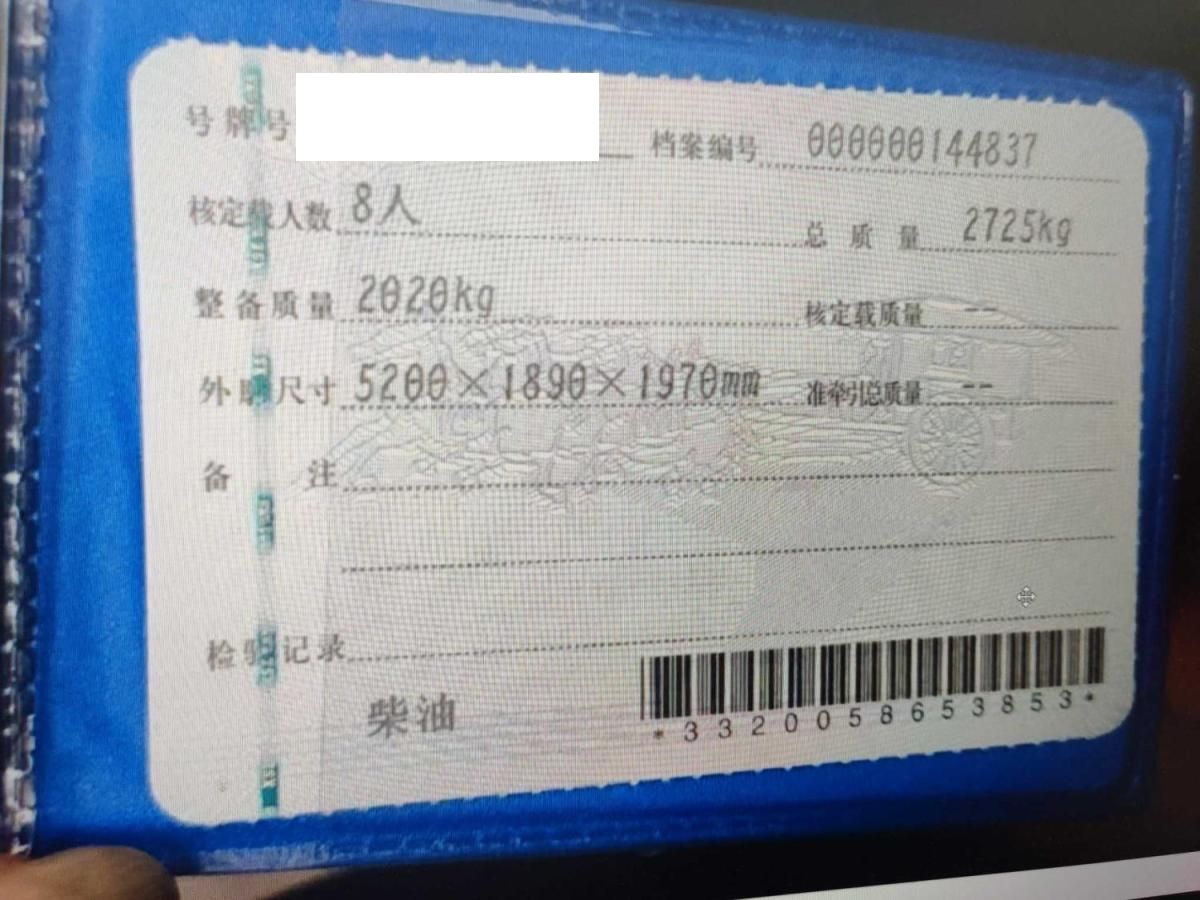 号牌号
档案编号 000000144837
核定载人数 8人
总质量 2725kg
整备质量 2020kg
核定载质量 --
外廓尺寸 5200×1890×1970mm
准牵引总质量 --
备注
检验记录
柴油
*3320058653853*